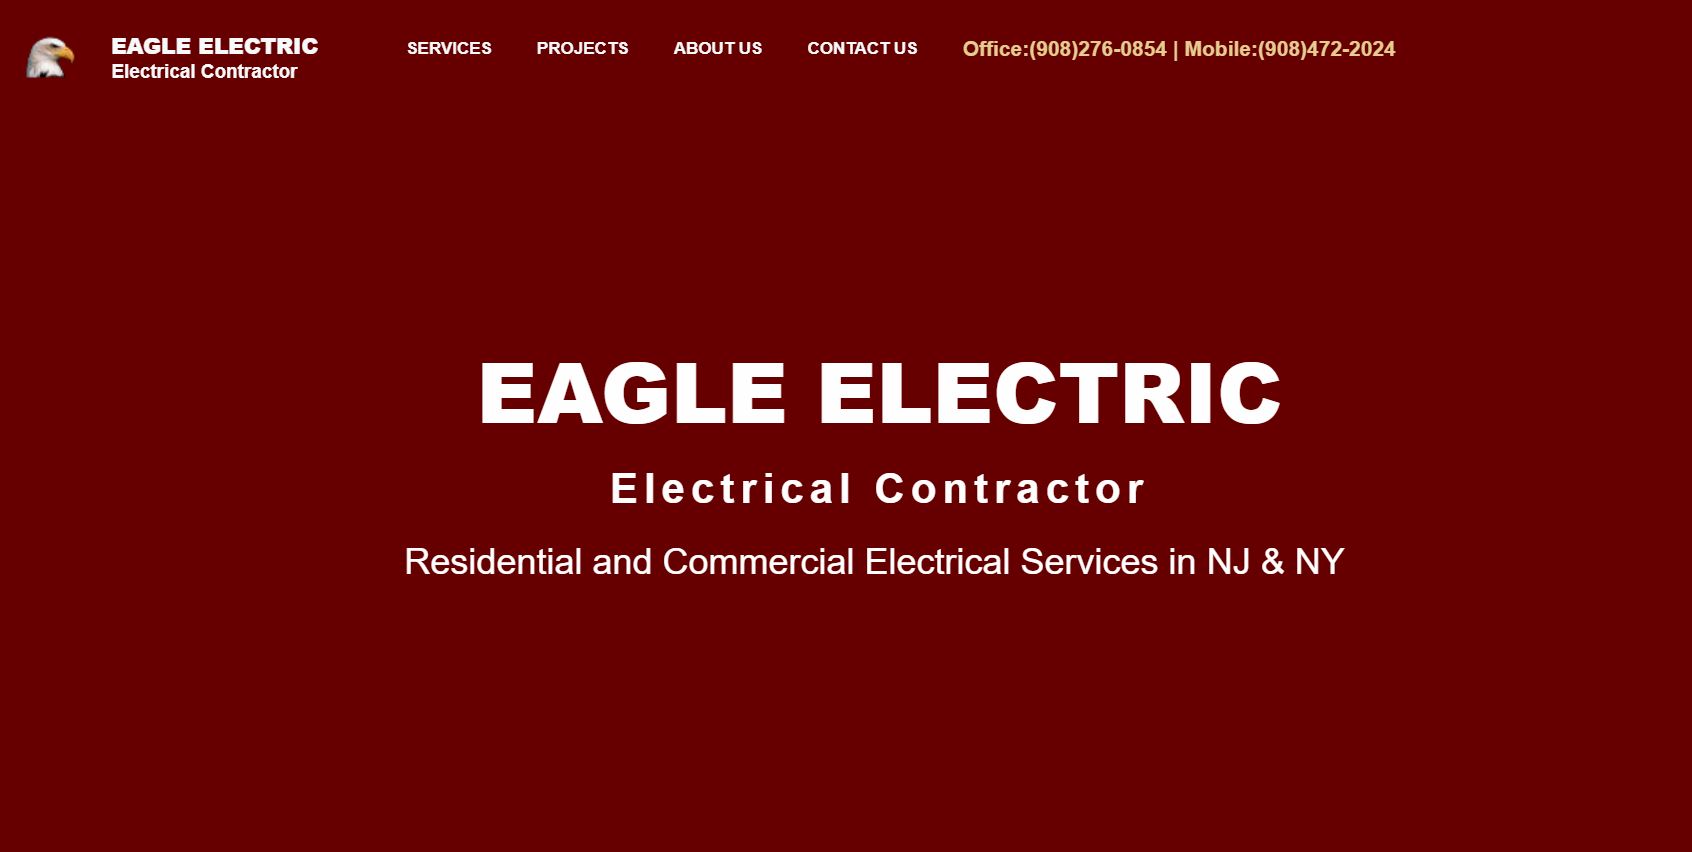 EAGLE ELECTRIC
Electrical Contractor
SERVICES PROJECTS ABOUT US CONTACT US Office:(908)276-0854 | Mobile:(908)472-2024
EAGLE ELECTRIC
Electrical Contractor
Residential and Commercial Electrical Services in NJ & NY